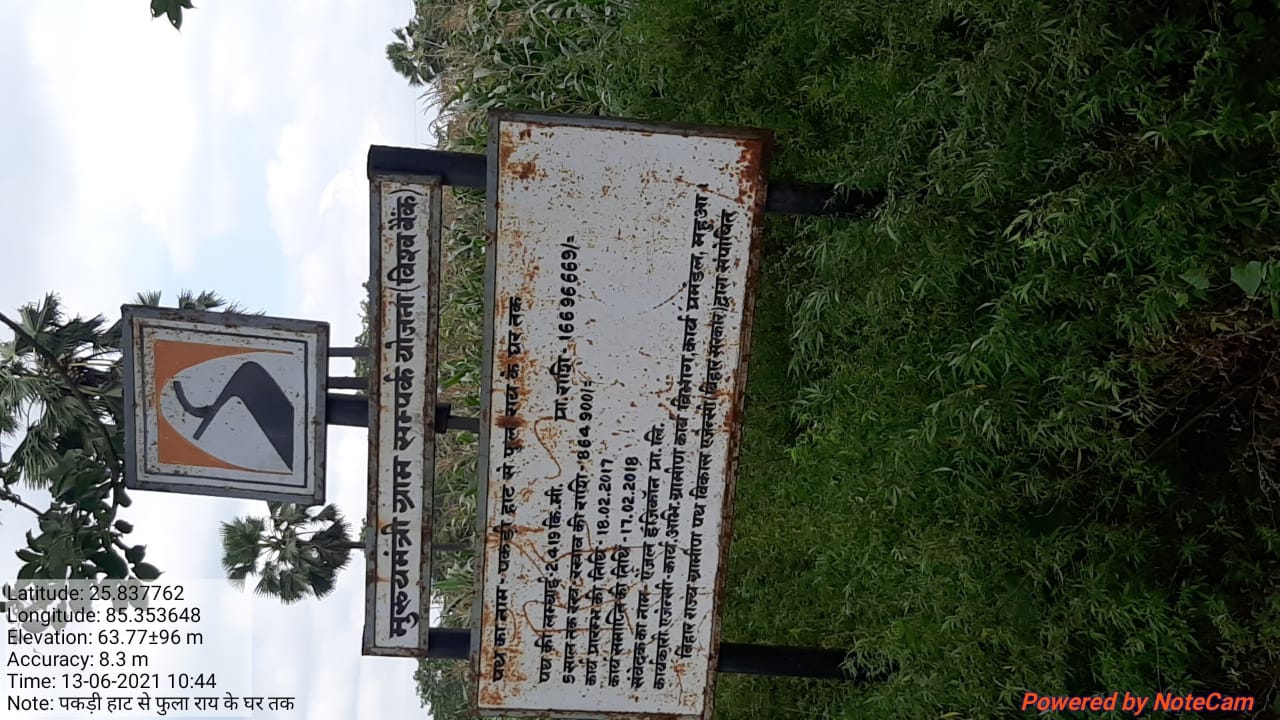 मुख्यमंत्री ग्राम सम्पर्क योजना (विश्व बैंक)
पथ का नाम - पकडी हाट से फुला राय के घर तक
पथ की लम्बाई 2.419 कि.मी. प्रा. राशि - 16696669/=
5 साल तक रख-रखाव की राशि - 864900/=
कार्य प्रारम्भ की तिथि - 18.02.2017
कार्य समाप्ति की तिथि - 17.02.2018
संवेदक का नाम - एंजल इंजिकॉल प्रा. लि.
कार्यकारी एजेन्सी कार्य. अभि. ग्रामीण कार्य विभाग, कार्य प्रमंडल, महुआ,
बिहार राज्य ग्रामीण पथ विकास एजेन्सी (बिहार सरकार) द्वारा संपोषित
Latitude: 25.837762
Longitude: 85.353648
Elevation: 63.77±96 m
Accuracy: 8.3 m
Time: 13-06-2021 10:44
Note: पकड़ी हाट से फुला राय के घर तक
Powered by NoteCam